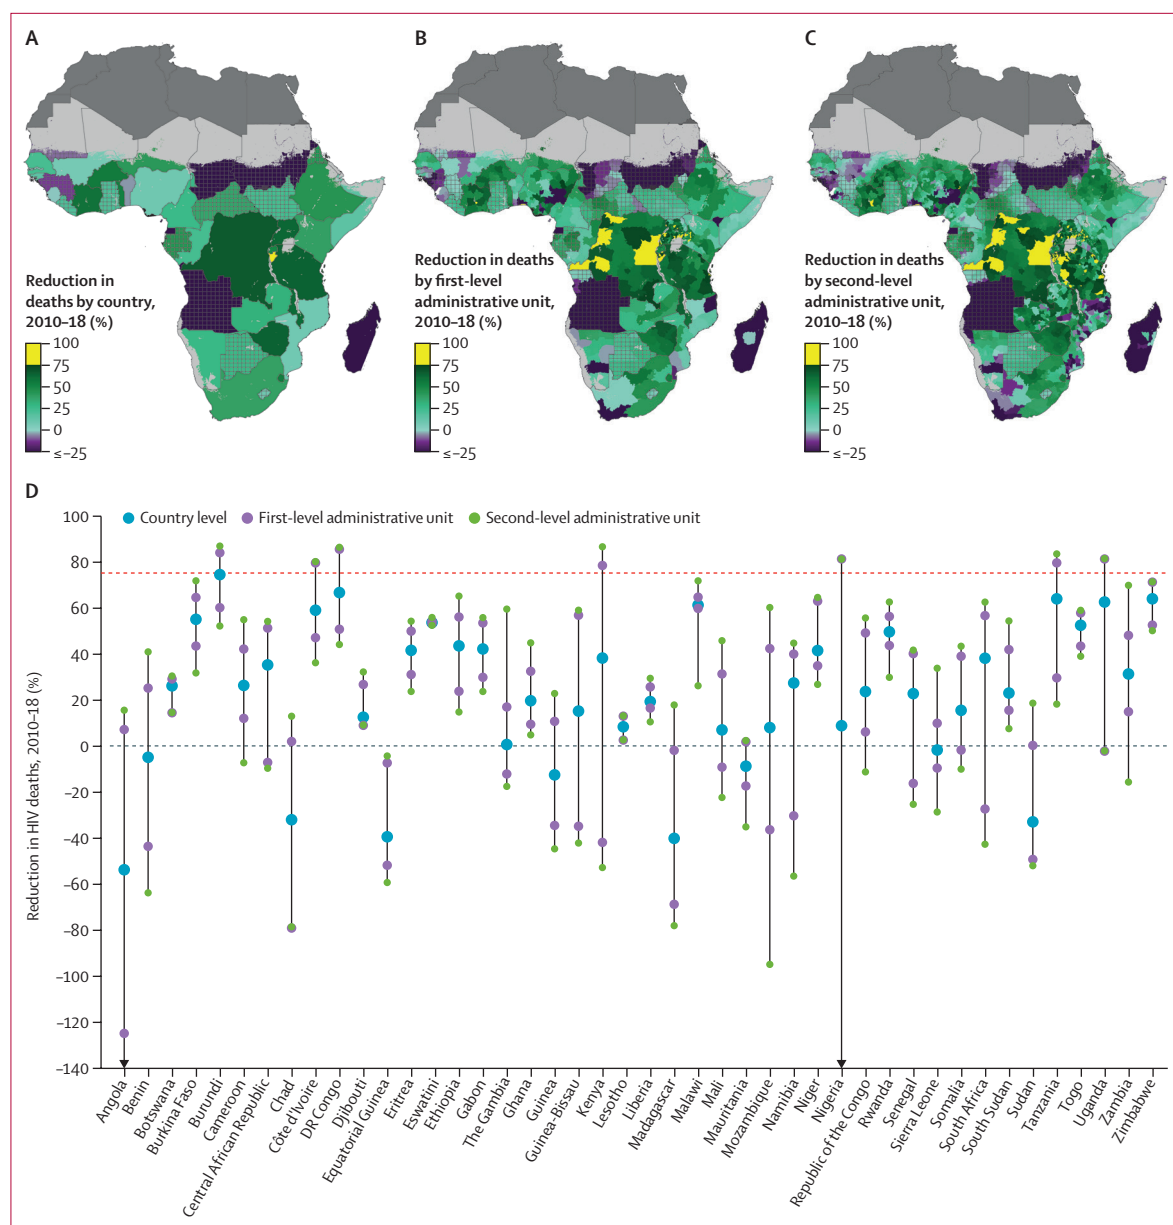 A
B
C
Reduction in
deaths by country,
2010–18 (%)
100
75
50
25
0
≤–25
Reduction in deaths
by first-level
administrative unit,
2010–18 (%)
100
75
50
25
0
≤–25
Reduction in deaths
by second-level
administrative unit,
2010–18 (%)
100
75
50
25
0
≤–25
D
Country level
First-level administrative unit
Second-level administrative unit
Reduction in HIV deaths, 2010–18 (%)
100
80
60
40
20
0
–20
–40
–60
–80
–100
–120
–140
Angola
Benin
Botswana
Burkina Faso
Burundi
Cameroon
Central African Republic
Chad
Côte d'Ivoire
DR Congo
Djibouti
Equatorial Guinea
Eritrea
Eswatini
Ethiopia
Gabon
The Gambia
Ghana
Guinea
Guinea-Bissau
Kenya
Lesotho
Liberia
Madagascar
Malawi
Mali
Mauritania
Mozambique
Namibia
Niger
Nigeria
Republic of the Congo
Rwanda
Senegal
Sierra Leone
Somalia
South Africa
South Sudan
Sudan
Tanzania
Togo
Uganda
Zambia
Zimbabwe